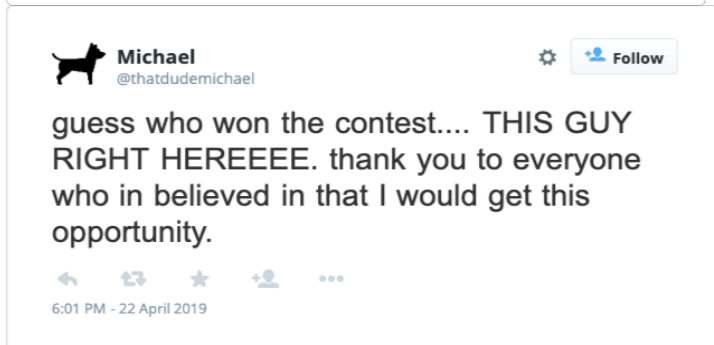 Michael
@thatdudemichael
Follow
guess who won the contest.... THIS GUY
RIGHT HEREEEE. thank you to everyone
who in believed in that I would get this
opportunity.
6:01 PM - 22 April 2019